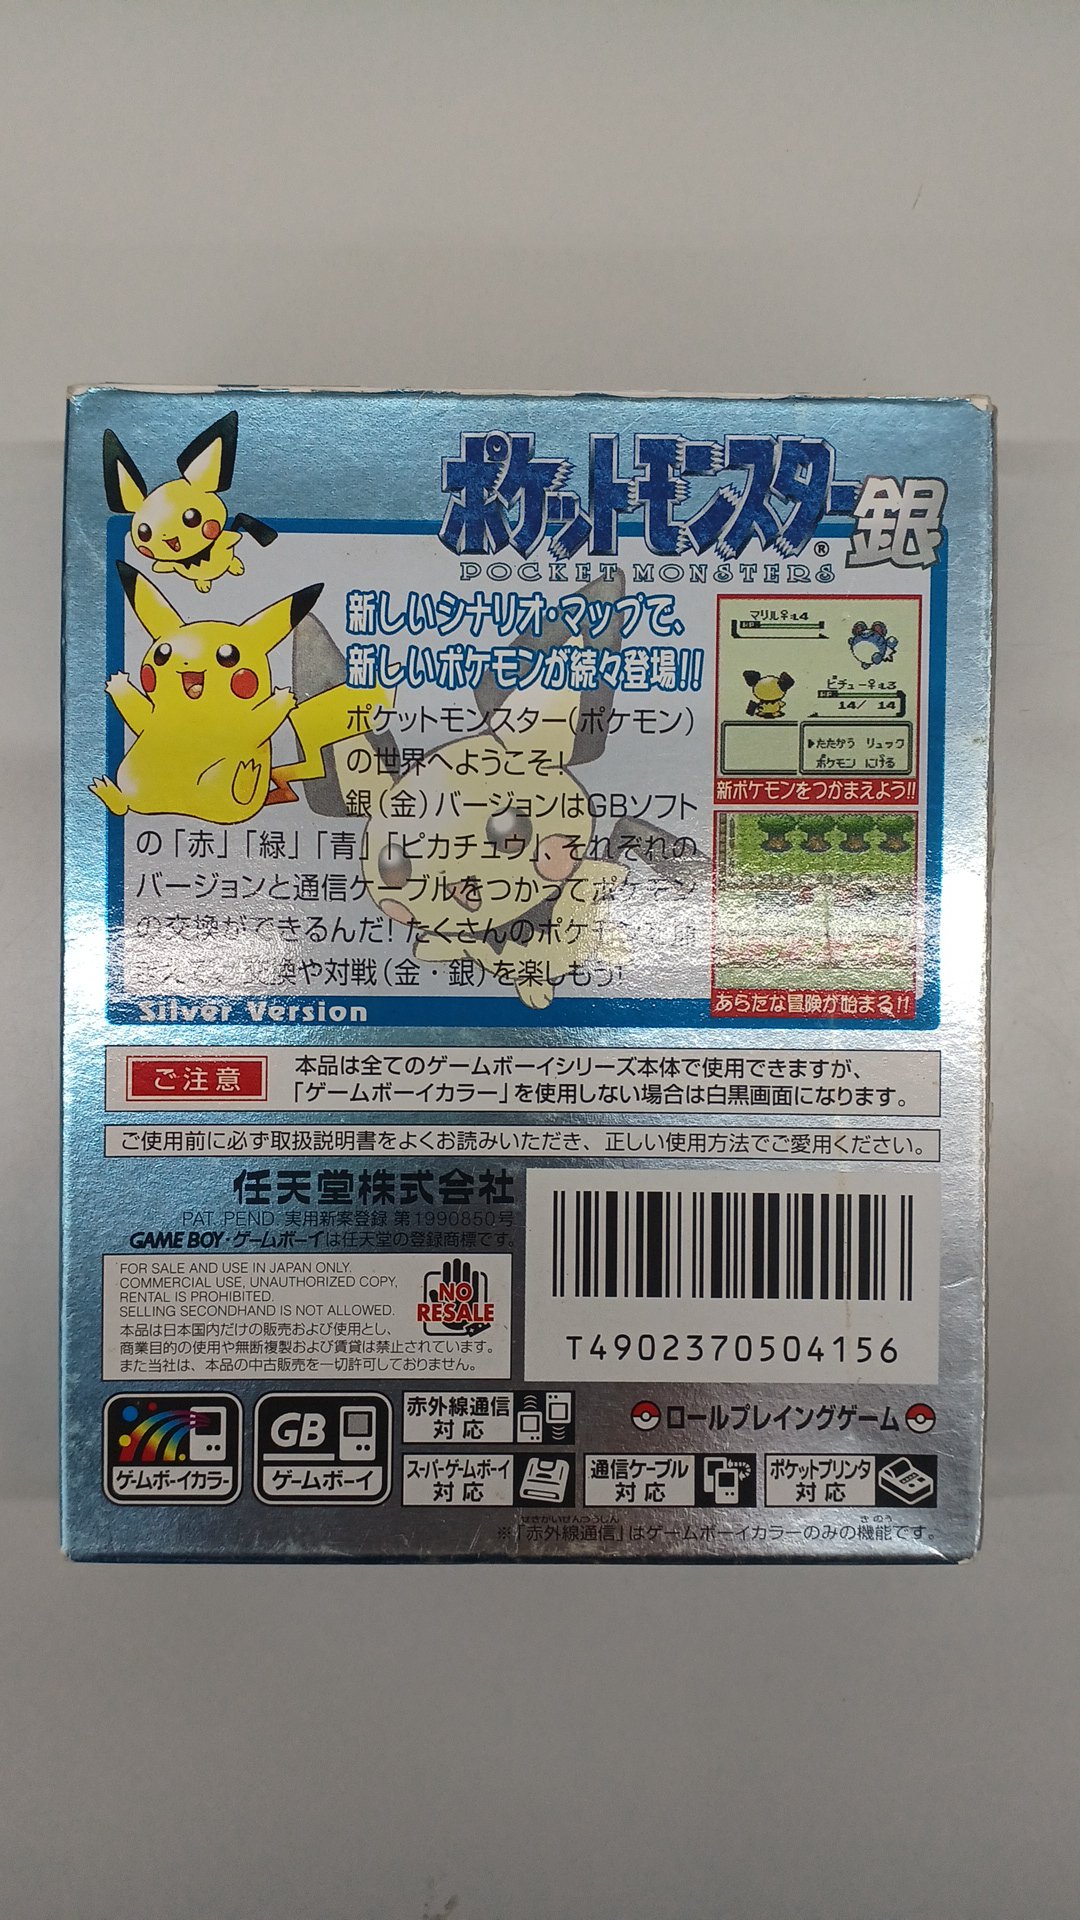 ポケットモンスター銀
®
POCKET MONSTERS
新しいシナリオ・マップで、
新しいポケモンが続々登場!!
ポケットモンスター(ポケモン)
の世界へようこそ!
銀(金)バージョンはGBソフト
の「赤」「緑」「青」「ピカチュウ」、それぞれの
バージョンと通信ケーブルをつかってポケモン
の交換ができるんだ!たくさんのポケモン
や対戦(金・銀)を楽しもう!
Silver Version
マリル♀:L4
HP
ピチュー♀:L3
HP
14/ 14
▶たたかう リュック
ポケモン にげる
新ポケモンをつかまえよう!!
あらたな冒険が始まる!!
ご注意
本品は全てのゲームボーイシリーズ本体で使用できますが、
「ゲームボーイカラー」を使用しない場合は白黒画面になります。
ご使用前に必ず取扱説明書をよくお読みいただき、正しい使用方法でご愛用ください。
任天堂株式会社
PAT. PEND. 実用新案登録 第1990850号
GAME BOY・ゲームボーイは任天堂の登録商標です。
FOR SALE AND USE IN JAPAN ONLY.
COMMERCIAL USE, UNAUTHORIZED COPY,
RENTAL IS PROHIBITED.
SELLING SECONDHAND IS NOT ALLOWED.
本品は日本国内だけの販売および使用とし、
商業目的の使用や無断複製および賃貸は禁止されています。
また当社は、本品の中古販売を一切許可しておりません。
NO
RESALE
T4902370504156
ゲームボーイカラー
GB
ゲームボーイ
赤外線通信
対応
ロールプレイングゲーム
スーパーゲームボーイ
対応
通信ケーブル
対応
ポケットプリンタ
対応
※「赤外線通信」はゲームボーイカラーのみの機能です。